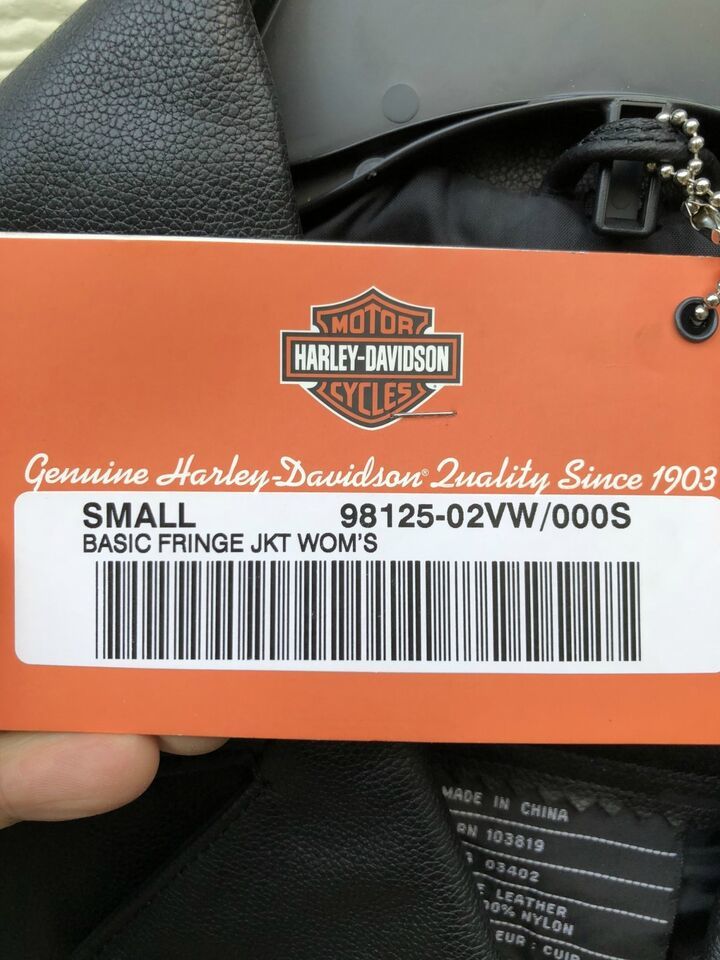 MOTOR
HARLEY-DAVIDSON
CYCLES
Genuine Harley-Davidson® Quality Since 1903
SMALL 98125-02VW/000S
BASIC FRINGE JKT WOM'S
MADE IN CHINA
RN 103819
03402
LEATHER
NYLON
EUR : CUIR